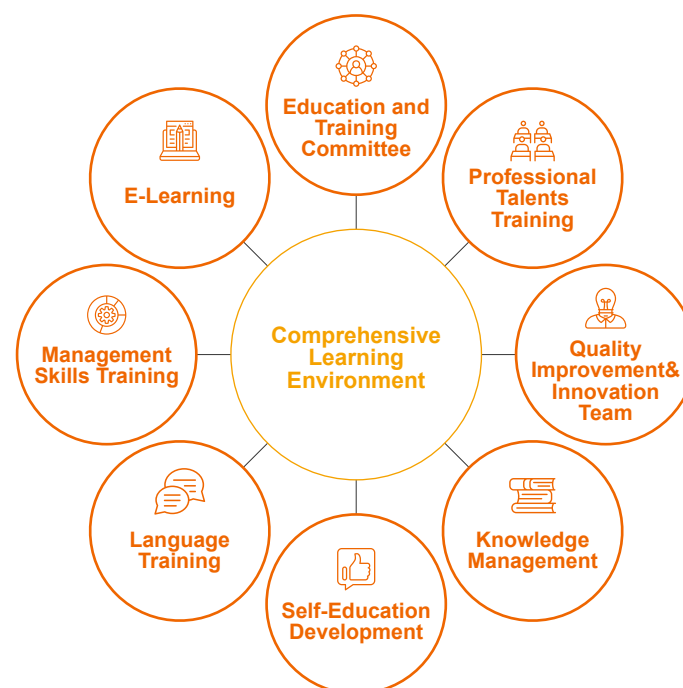 Education and
Training
Committee
Professional
Talents
Training
Quality
Improvement&
Innovation
Team
Knowledge
Management
Self-Education
Development
Language
Training
Management
Skills Training
E-Learning
Comprehensive
Learning
Environment